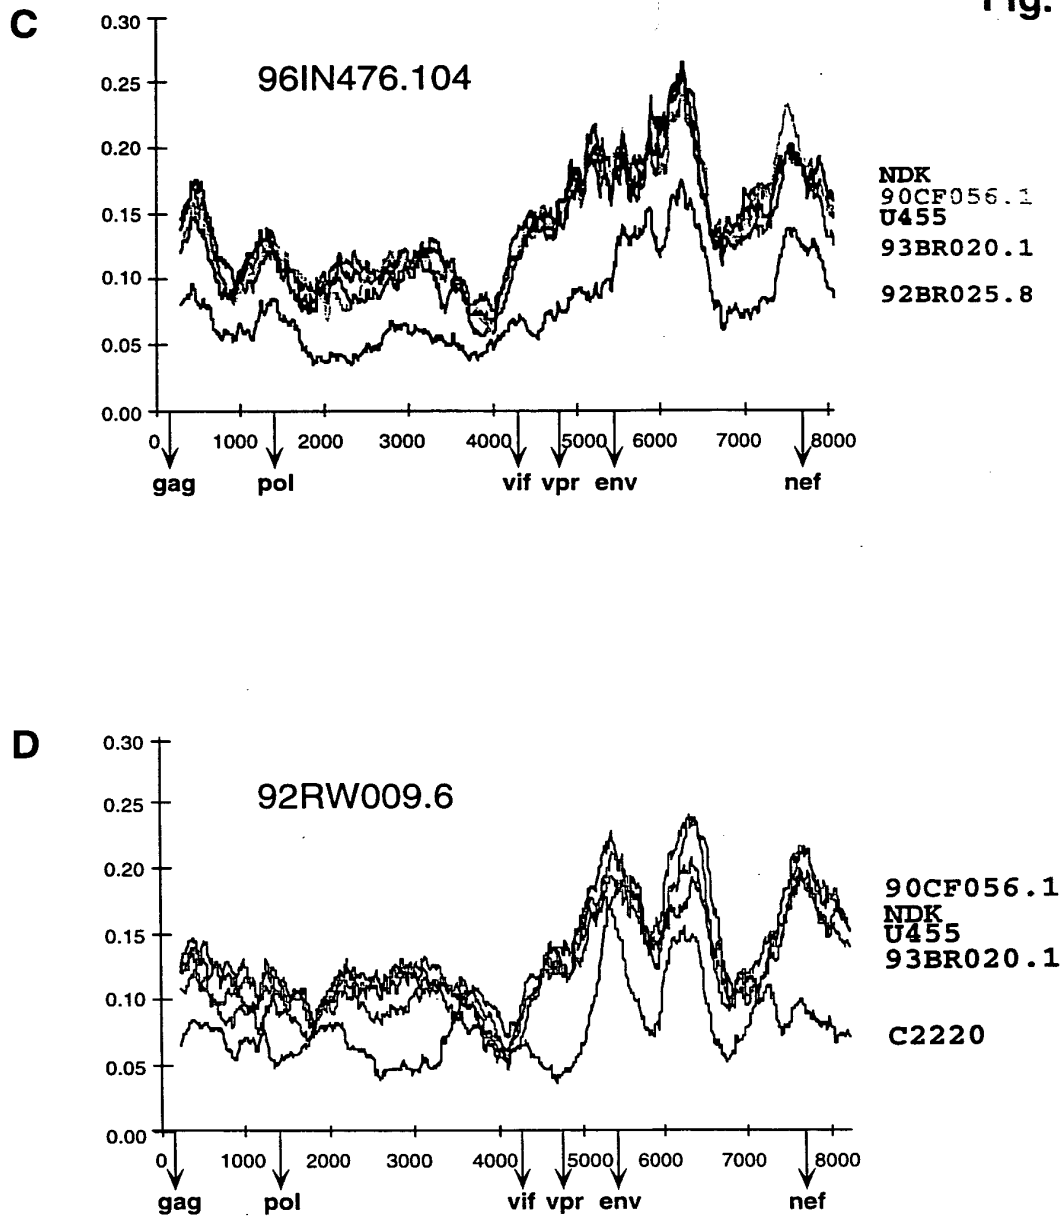 Fig.
C
0.30
96IN476.104
0.25
0.20
0.15
0.10
0.05
0.00
NDK
90CF056.1
U455
93BR020.1
92BR025.8
0 1000 2000 3000 4000 5000 6000 7000 8000
gag pol vif vpr env nef
D
0.30
92RW009.6
0.25
0.20
0.15
0.10
0.05
0.00
90CF056.1
NDK
U455
93BR020.1
C2220
0 1000 2000 3000 4000 5000 6000 7000 8000
gag pol vif vpr env nef